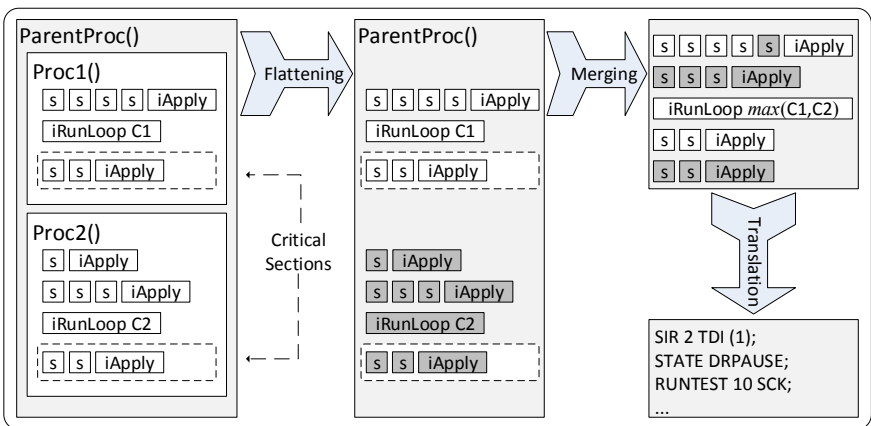 ParentProc()
Proc1()
s s s s iApply
iRunLoop C1
s s iApply
Proc2()
s iApply
s s s iApply
iRunLoop C2
s s iApply
Flattening
Critical
Sections
ParentProc()
s s s s iApply
iRunLoop C1
s s iApply
s iApply
s s s iApply
iRunLoop C2
s s iApply
Merging
s s s s s iApply
s s s iApply
iRunLoop max(C1,C2)
s s iApply
s s iApply
Translation
SIR 2 TDI (1);
STATE DRPAUSE;
RUNTEST 10 SCK;
...